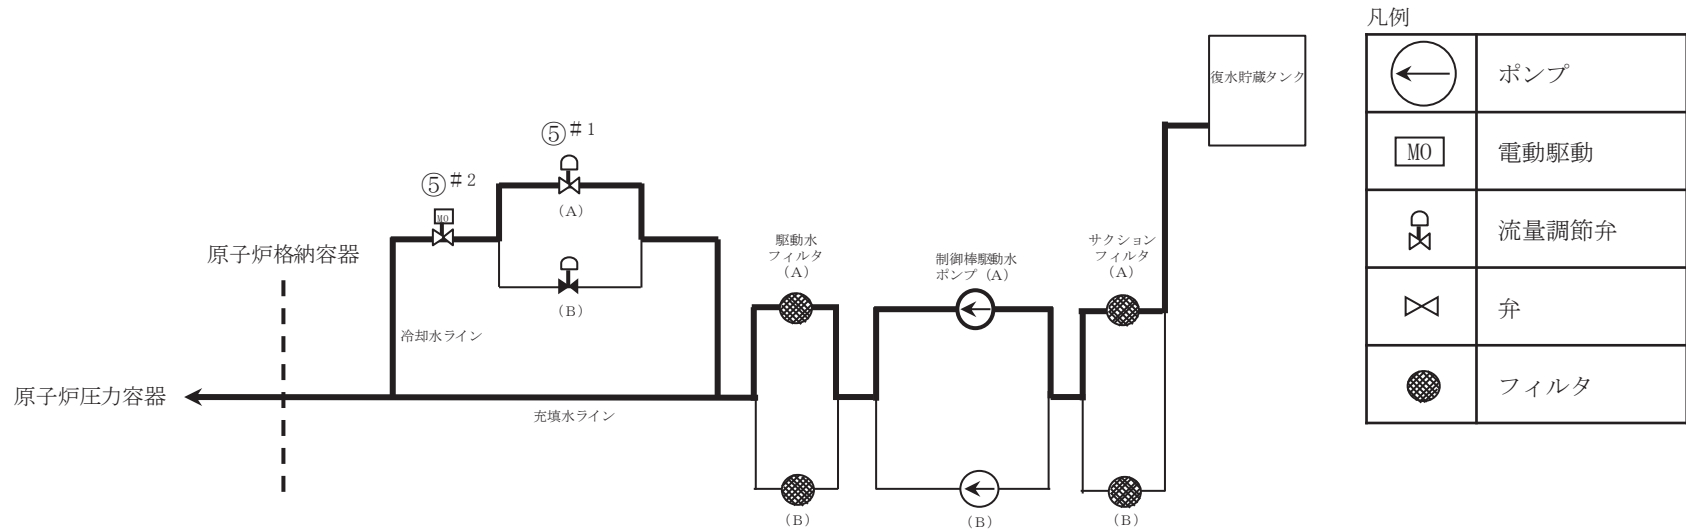 凡例
ポンプ
MO
電動駆動
流量調節弁
弁
フィルタ
復水貯蔵タンク
⑤#1
(A)
⑤#2
MO
(B)
原子炉格納容器
冷却水ライン
原子炉圧力容器
充填水ライン
駆動水
フィルタ
(A)
(B)
制御棒駆動水
ポンプ (A)
(B)
サクション
フィルタ
(A)
(B)